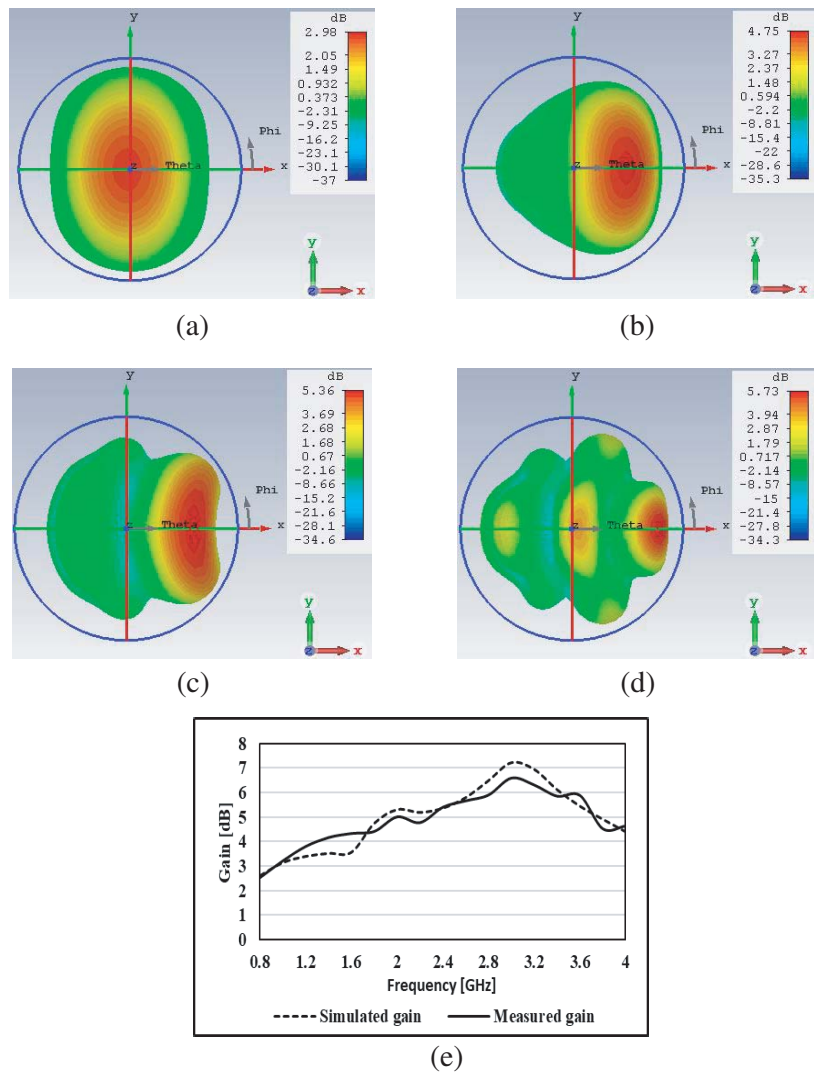 y
dB
2.98
2.05
1.49
0.932
0.373
-2.31
-9.25
-16.2
-23.1
-30.1
-37
Phi
z
Theta
x
y
z
x
(a)
y
dB
4.75
3.27
2.37
1.48
0.594
-2.2
-8.81
-15.4
-22
-28.6
-35.3
Phi
z
Theta
x
y
z
x
(b)
y
dB
5.36
3.69
2.68
1.67
0.67
-2.16
-8.66
-15.2
-21.6
-28.1
-34.6
Phi
z
Theta
x
y
z
x
(c)
y
dB
5.73
3.94
2.87
1.79
0.717
-2.14
-8.57
-15
-21.4
-27.8
-34.3
Phi
z
Theta
x
y
z
x
(d)
8
7
6
5
4
3
2
1
0
Gain [dB]
0.8 1.2 1.6 2 2.4 2.8 3.2 3.6 4
Frequency [GHz]
Simulated gain Measured gain
(e)